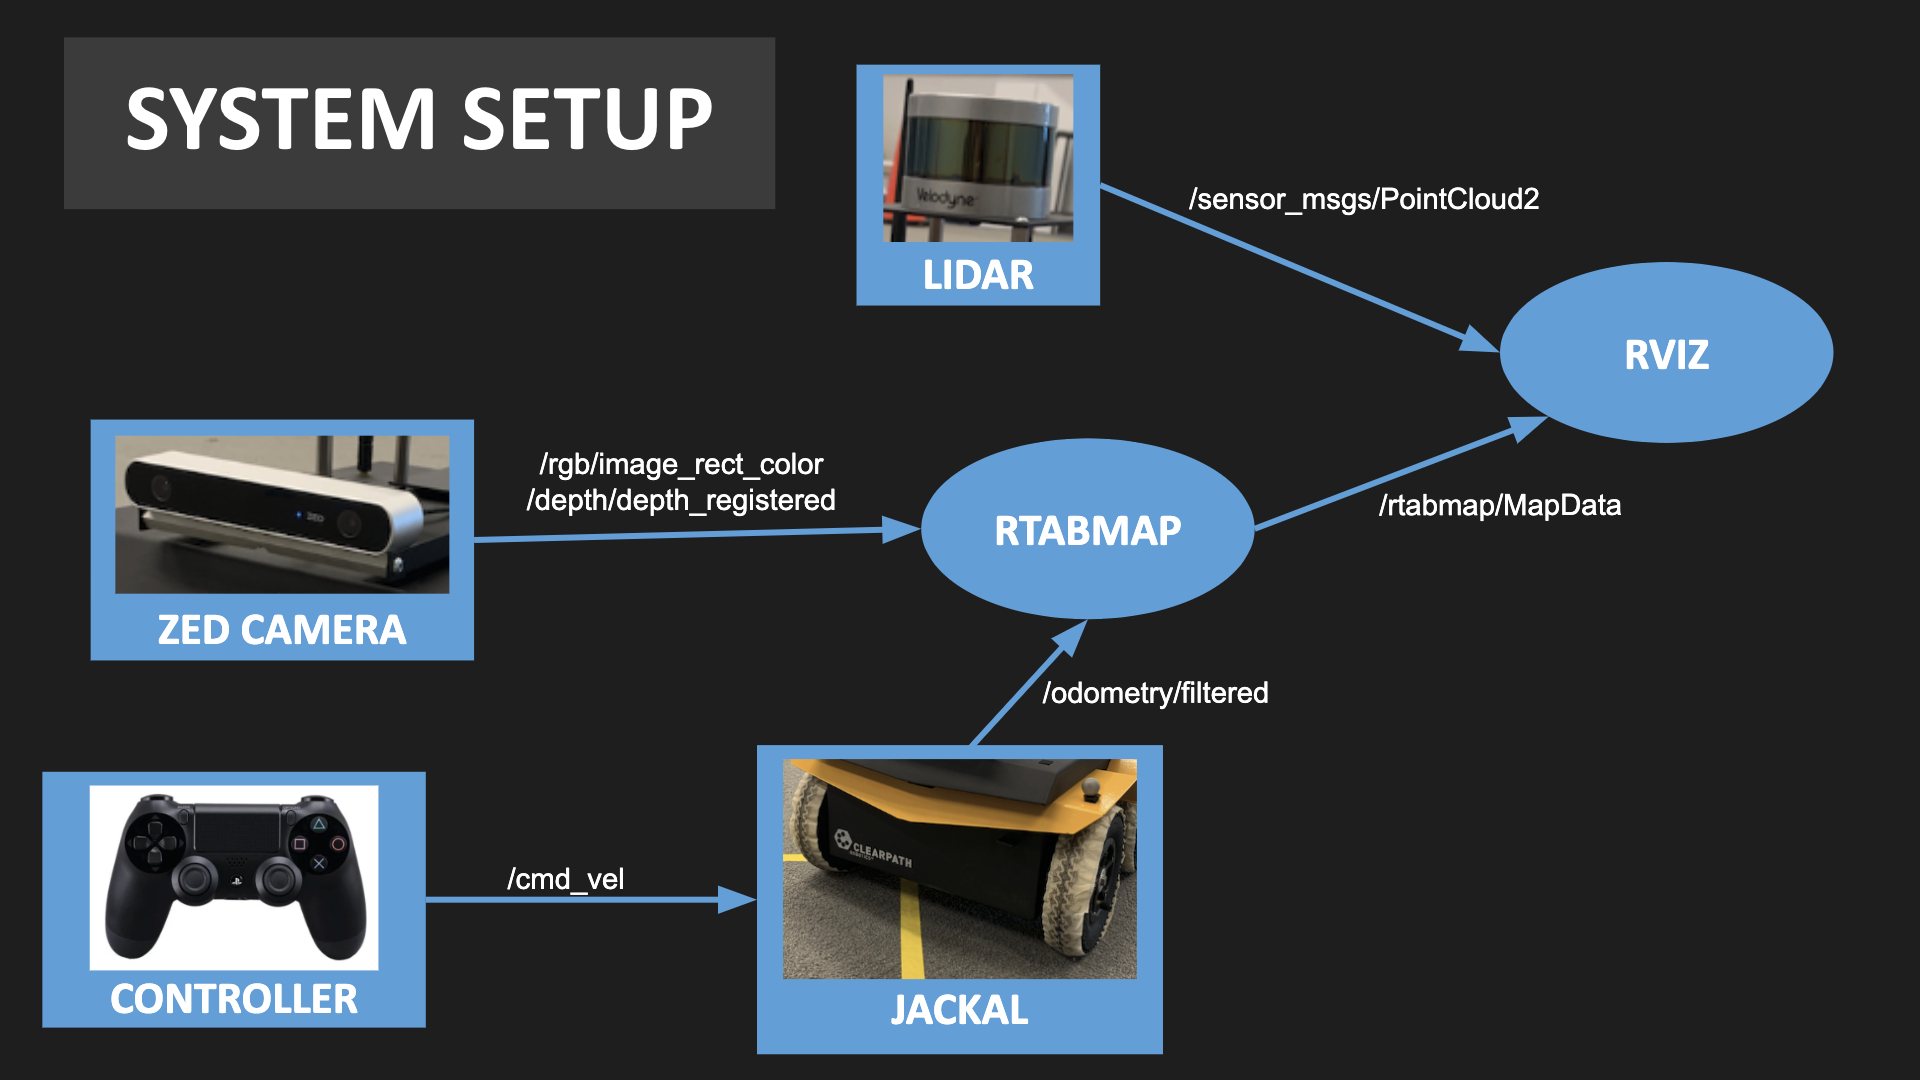 SYSTEM SETUP
Velodyne
LIDAR
/sensor_msgs/PointCloud2
RVIZ
/rgb/image_rect_color
/depth/depth_registered
ZED
ZED CAMERA
RTABMAP
/rtabmap/MapData
/odometry/filtered
/cmd_vel
CONTROLLER
CLEARPATH
ROBOTICS
JACKAL